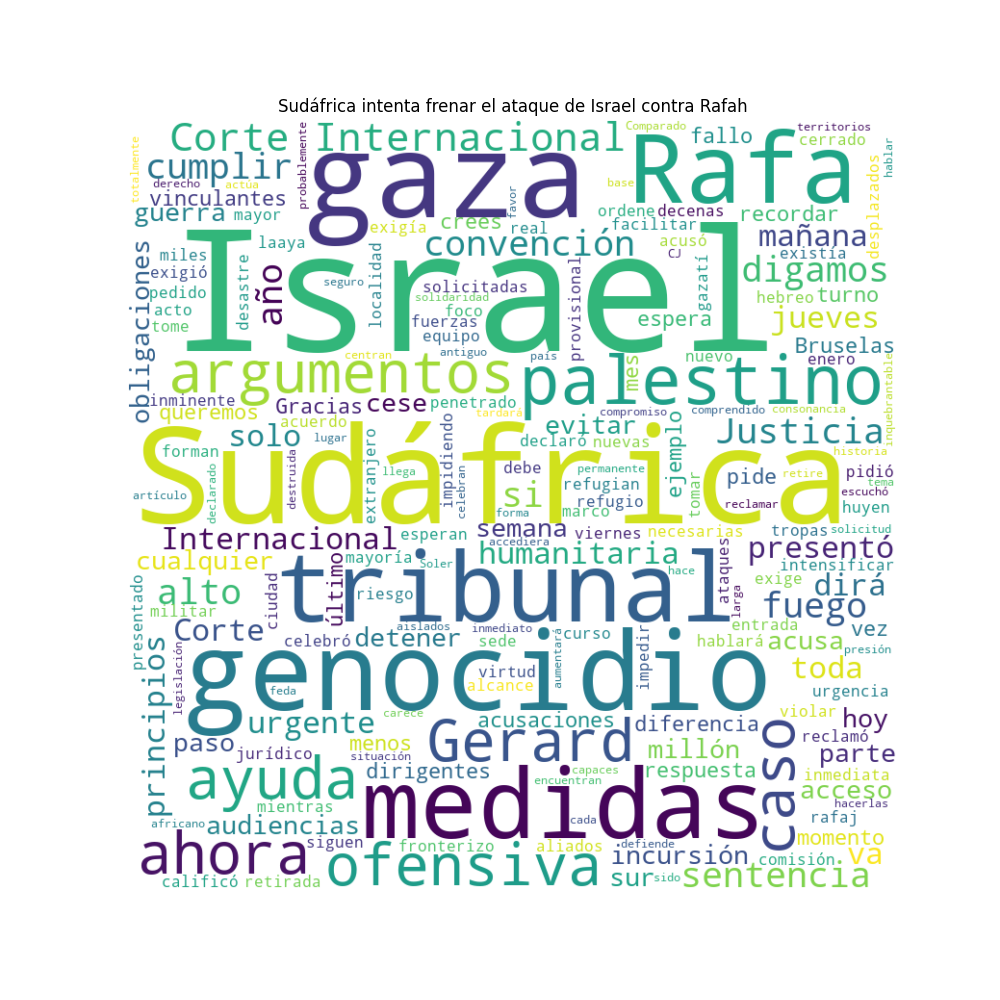 Sudáfrica intenta frenar el ataque de Israel contra Rafah
totalmente
Corte Internacional
probablemente
gaza
Comparado
Rafa
fallo
territorios
cerrado
hablar
cumplir
derecho
actúa
vinculantes
guerra
mayor
favor
base
ordene
decenas
facilitar
recordar
desplazados
exigía
crees
real
acusó
CJ
mañana
existía
obligaciones
miles
exigió
pedido
acto
tome
laaya
desastre
año
Israel
seguro
localidad
convención
solicitadas
solidaridad
foco
fuerzas
equipo
antiguo
provisional
espera
gazatí
digamos
hebreo
turno
jueves
Bruselas
enero
inquebrantable
centran
país
nuevo
argumentos
palestino
mes
inminente
queremos
Gracias
cese
penetrado
tardará
compromiso
comprendido
consonancia
acuerdo
solo
lugar
evitar
declaró
nuevas
ejemplo
Justicia
forman
extranjero
impidiendo
celebran
historia
Sudáfrica
artículo
declarado
destruida
llega
debe
si
permanente
refugian
refugio
marco
forma
tomar
pide
retire
pidió
tema
reclamar
escuchó
huyen
Internacional
esperan
semana
accediera
viernes
necesarias
tropas
solicitud
cualquier
último
mayoría
Soler
humanitaria
hace
ataques
presentó
intensificar
presentado
alto
militar
ciudad
riesgo
tribunal
larga
exige
dirá
fuego
Corte
celebró
aislados
detener
inmediato
sede
curso
aumentará
impedir
entrada
hablará
acusa
vez
presión
principios
legislación
genocidio
feda
virtud
alcance
toda
urgencia
urgente
carece
acusaciones
diferencia
violar
hoy
paso
jurídico
menos
situación
Gerard
millón
caso
reclamó
parte
ayuda
dirigentes
encuentran
capaces
respuesta
inmediata
acceso
hacerlas
mientras
medidas
cada
africano
audiencias
rafaj
momento
ahora
siguen
fronterizo
aliados
defiende
incursión
comisión
va
calificó
retirada
ofensiva
sur
sido
sentencia